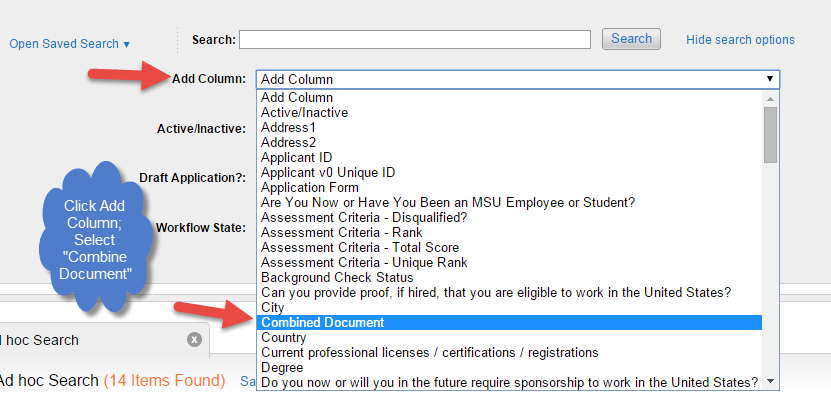 Open Saved Search ▼
Search:
Search
Hide search options
Add Column:
Add Column
Add Column
Active/Inactive
Active/Inactive:
Address1
Address2
Applicant ID
Applicant v0 Unique ID
Draft Application?:
Application Form
Are You Now or Have You Been an MSU Employee or Student?
Assessment Criteria - Disqualified?
Workflow State:
Assessment Criteria - Rank
Assessment Criteria - Total Score
Assessment Criteria - Unique Rank
Background Check Status
Can you provide proof, if hired, that you are eligible to work in the United States?
City
Combined Document
Country
Current professional licenses / certifications / registrations
Degree
Do you now or will you in the future require sponsorship to work in the United States?
Click Add
Column;
Select
"Combine
Document"
d hoc Search
Ad hoc Search (14 Items Found)
Sa